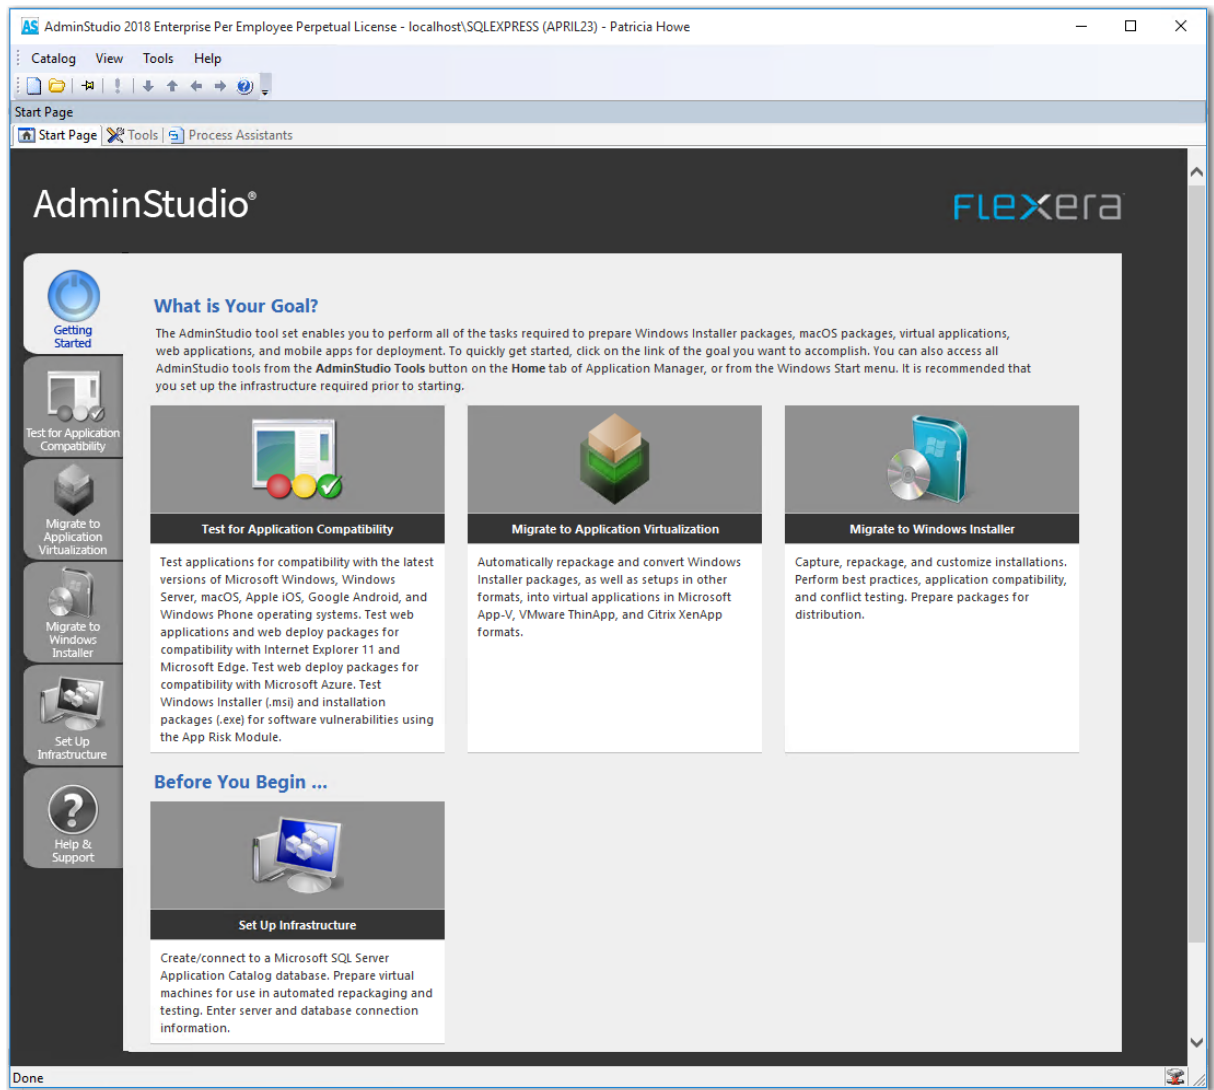 AS AdminStudio 2018 Enterprise Per Employee Perpetual License - localhost\SQLEXPRESS (APRIL23) - Patricia Howe
Catalog View Tools Help
Start Page
Start Page Tools Process Assistants
AdminStudio®
FLEXera
Getting
Started
Test for Application
Compatibility
Migrate to
Application
Virtualization
Migrate to
Windows
Installer
Set Up
Infrastructure
Help &
Support
What is Your Goal?
The AdminStudio tool set enables you to perform all of the tasks required to prepare Windows Installer packages, macOS packages, virtual applications,
web applications, and mobile apps for deployment. To quickly get started, click on the link of the goal you want to accomplish. You can also access all
AdminStudio tools from the AdminStudio Tools button on the Home tab of Application Manager, or from the Windows Start menu. It is recommended that
you set up the infrastructure required prior to starting.
Test for Application Compatibility
Test applications for compatibility with the latest
versions of Microsoft Windows, Windows
Server, macOS, Apple iOS, Google Android, and
Windows Phone operating systems. Test web
applications and web deploy packages for
compatibility with Internet Explorer 11 and
Microsoft Edge. Test web deploy packages for
compatibility with Microsoft Azure. Test
Windows Installer (.msi) and installation
packages (.exe) for software vulnerabilities using
the App Risk Module.
Migrate to Application Virtualization
Automatically repackage and convert Windows
Installer packages, as well as setups in other
formats, into virtual applications in Microsoft
App-V, VMware ThinApp, and Citrix XenApp
formats.
Migrate to Windows Installer
Capture, repackage, and customize installations.
Perform best practices, application compatibility,
and conflict testing. Prepare packages for
distribution.
Before You Begin ...
Set Up Infrastructure
Create/connect to a Microsoft SQL Server
Application Catalog database. Prepare virtual
machines for use in automated repackaging and
testing. Enter server and database connection
information.
Done